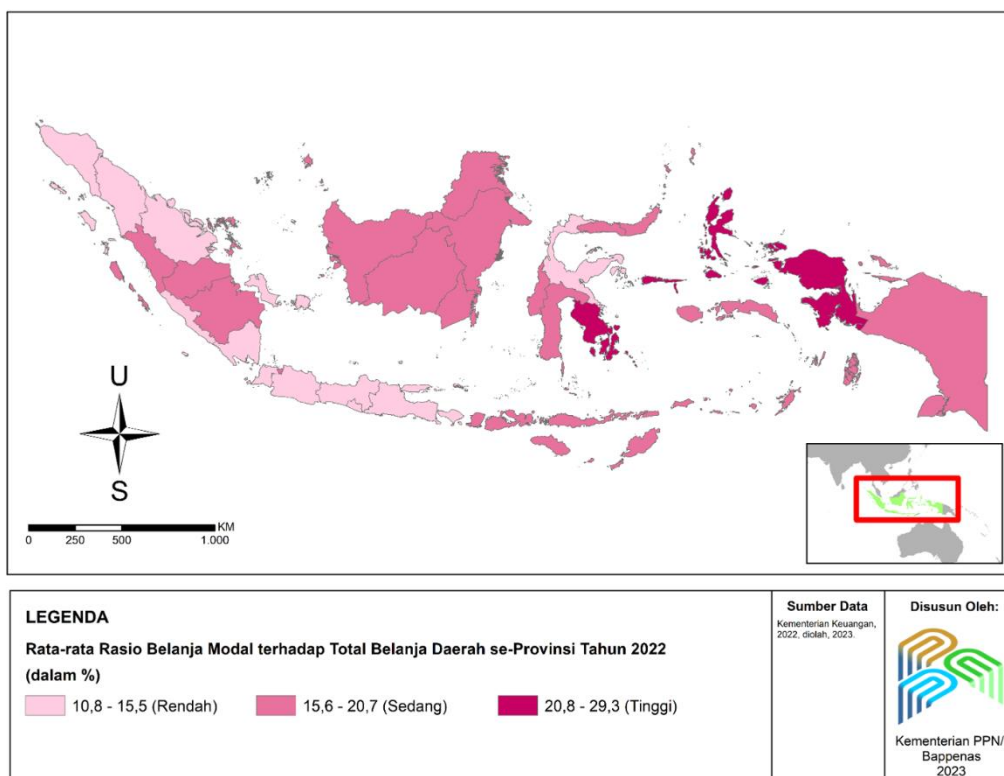 U
S
KM
0
250
500
1.000
LEGENDA
Rata-rata Rasio Belanja Modal terhadap Total Belanja Daerah se-Provinsi Tahun 2022
(dalam %)
10,8 - 15,5 (Rendah)
15,6 - 20,7 (Sedang)
20,8 - 29,3 (Tinggi)
Sumber Data
Kementerian Keuangan,
2022, diolah, 2023.
Disusun Oleh:
Kementerian PPN/
Bappenas
2023